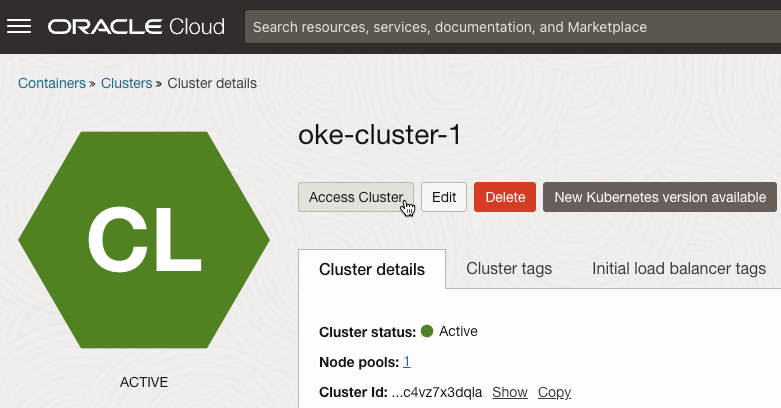 ORACLE Cloud
Search resources, services, documentation, and Marketplace
Containers » Clusters » Cluster details
CL
ACTIVE
oke-cluster-1
Access Cluster Edit Delete New Kubernetes version available
Cluster details Cluster tags Initial load balancer tags
Cluster status: Active
Node pools: 1
Cluster Id: ...c4vz7x3dqla Show Copy